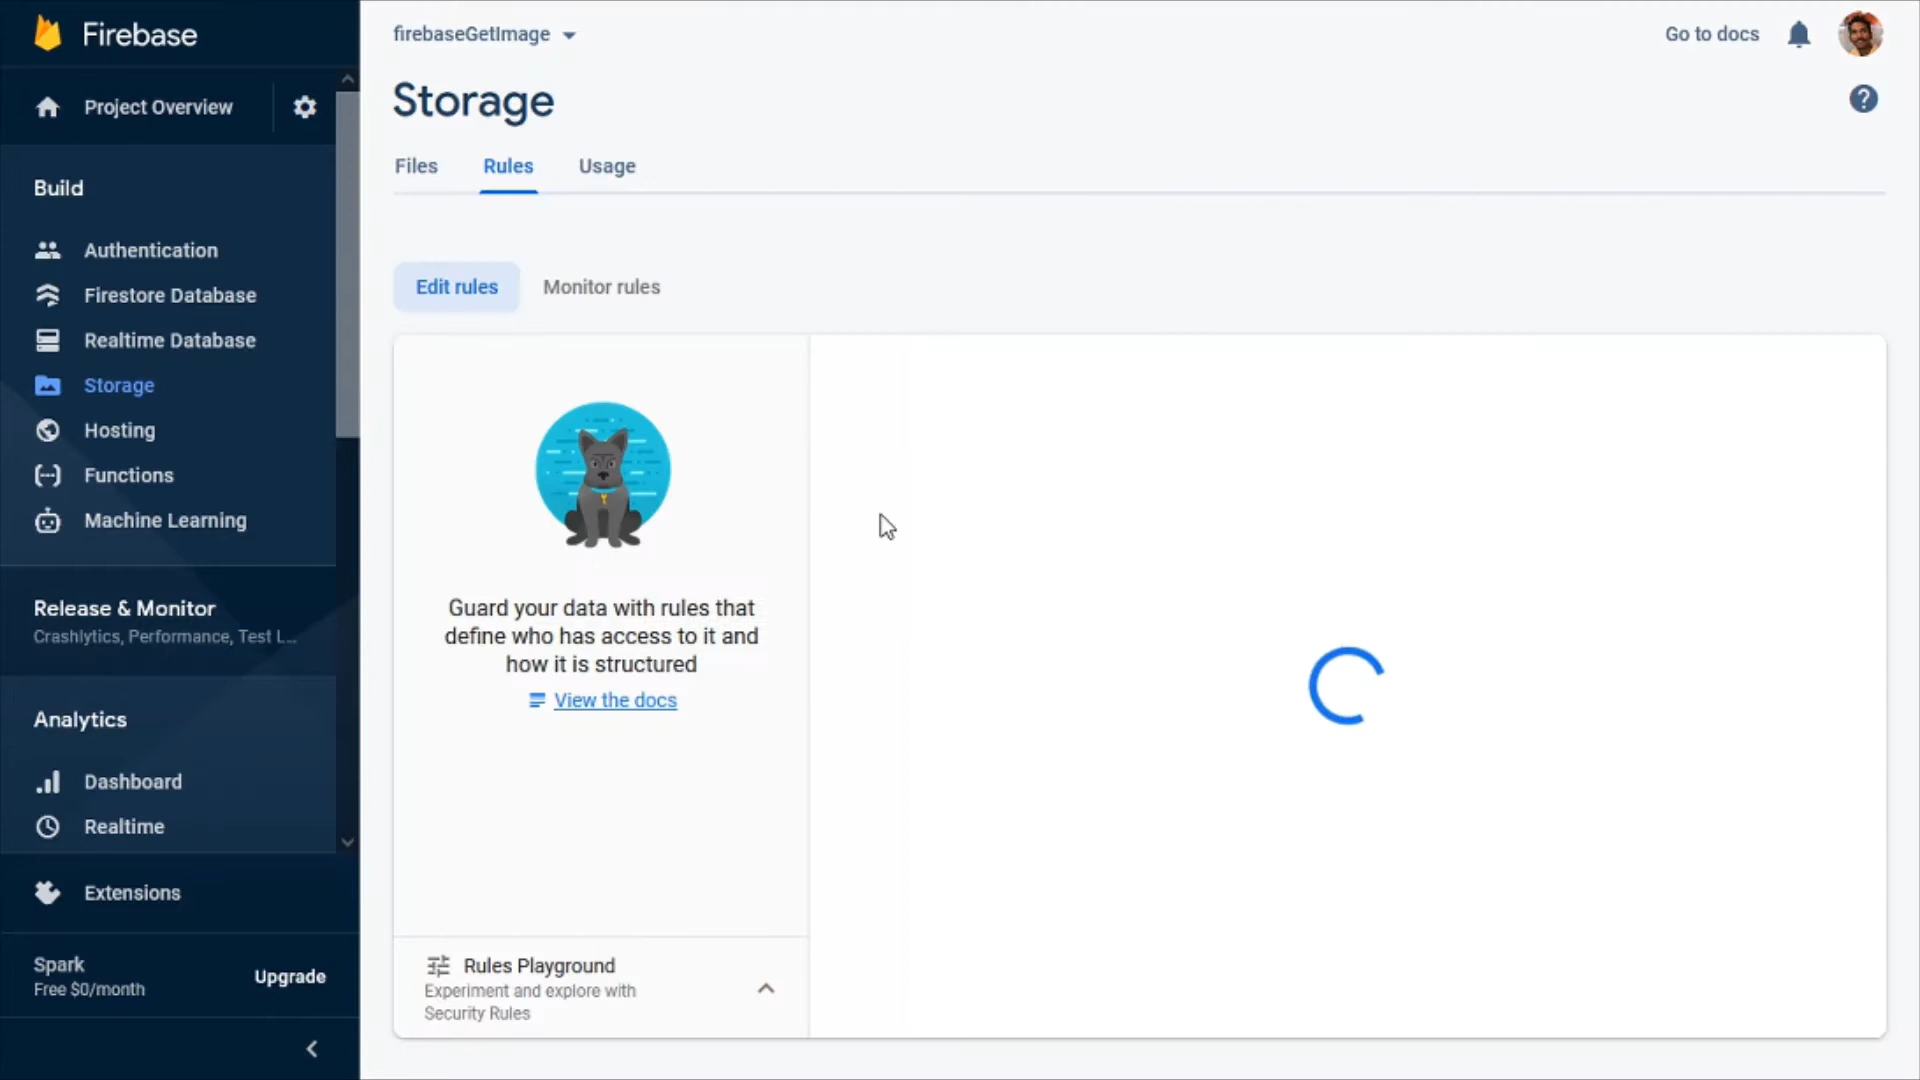 Firebase
Project Overview
Build
Authentication
Firestore Database
Realtime Database
Storage
Hosting
Functions
Machine Learning
Release & Monitor
Crashlytics, Performance, Test L...
Analytics
Dashboard
Realtime
Extensions
Spark
Free $0/month
Upgrade
firebaseGetImage
Go to docs
Storage
Files
Rules
Usage
Edit rules
Monitor rules
Guard your data with rules that
define who has access to it and
how it is structured
View the docs
Rules Playground
Experiment and explore with
Security Rules